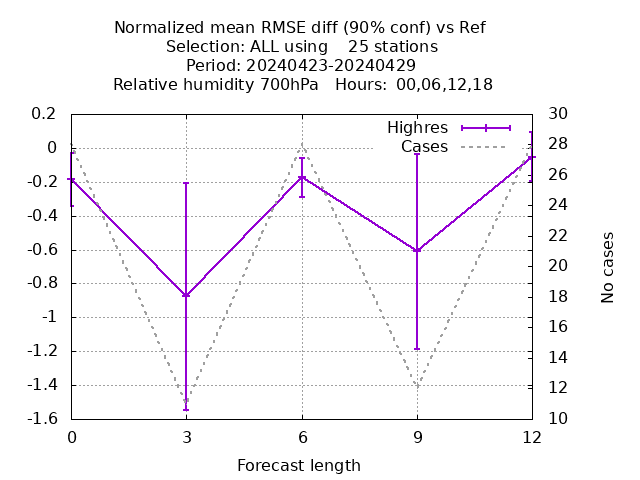 Normalized mean RMSE diff (90% conf) vs Ref
Selection: ALL using    25 stations
Period: 20240423-20240429
Relative humidity 700hPa   Hours:  00,06,12,18
Highres
Cases
0.2
0
-0.2
-0.4
-0.6
-0.8
-1
-1.2
-1.4
-1.6
30
28
26
24
22
20
18
16
14
12
10
No cases
0 3 6 9 12
Forecast length